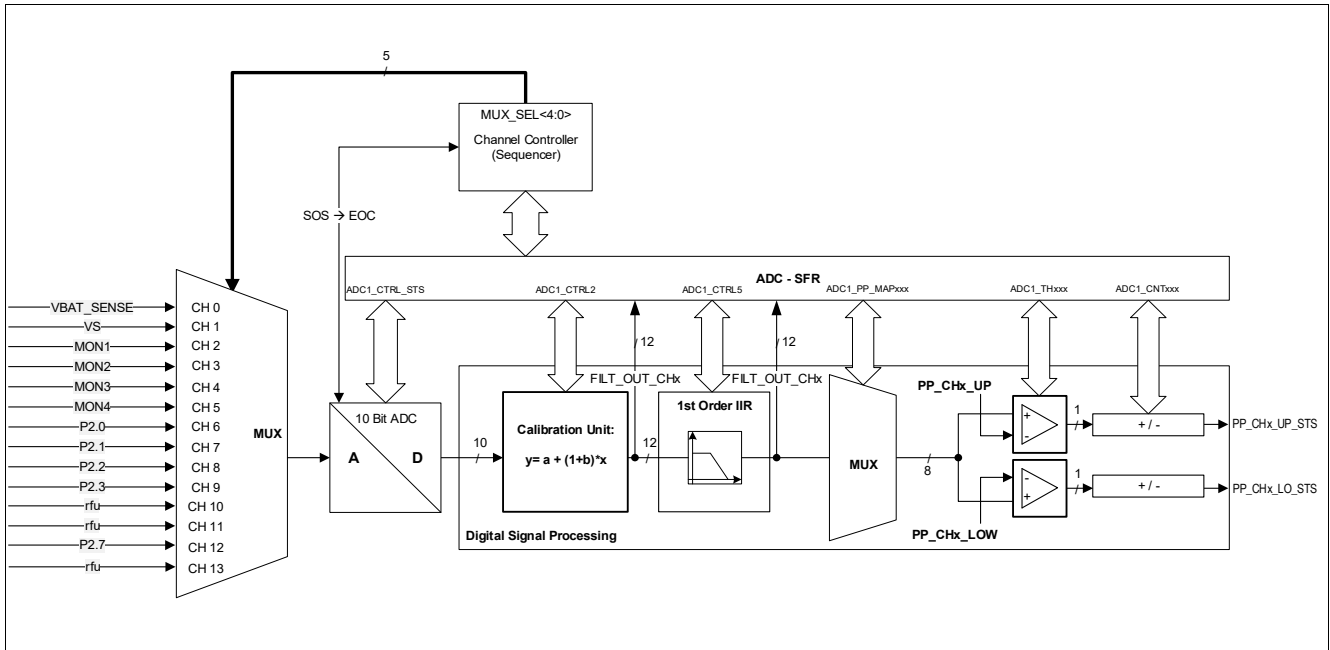 5
MUX_SEL<4:0>
Channel Controller
(Sequencer)
SOS → EOC
ADC - SFR
ADC1_CTRL_STS
ADC1_CTRL2
ADC1_CTRL5
ADC1_PP_MAPxxx
ADC1_THxxx
ADC1_CNTxxx
VBAT_SENSE
CH 0
VS
CH 1
MON1
CH 2
MON2
CH 3
MON3
CH 4
MON4
CH 5
P2.0
CH 6
P2.1
CH 7
P2.2
CH 8
P2.3
CH 9
rfu
CH 10
rfu
CH 11
P2.7
CH 12
rfu
CH 13
MUX
10 Bit ADC
A
D
10
12
12
FILT_OUT_CHx
FILT_OUT_CHx
Calibration Unit:
y= a + (1+b)*x
12
1st Order IIR
MUX
8
PP_CHx_UP
+
-
1
+ / -
PP_CHx_UP_STS
-
+
1
+ / -
PP_CHx_LO_STS
PP_CHx_LOW
Digital Signal Processing